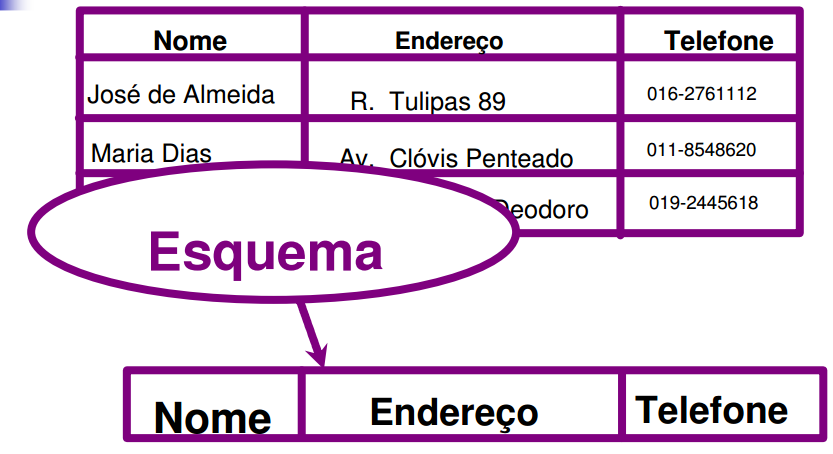 Nome Endereço Telefone
José de Almeida R. Tulipas 89 016-2761112
Maria Dias Av. Clóvis Penteado 011-8548620
Deodoro 019-2445618
Esquema
Nome Endereço Telefone